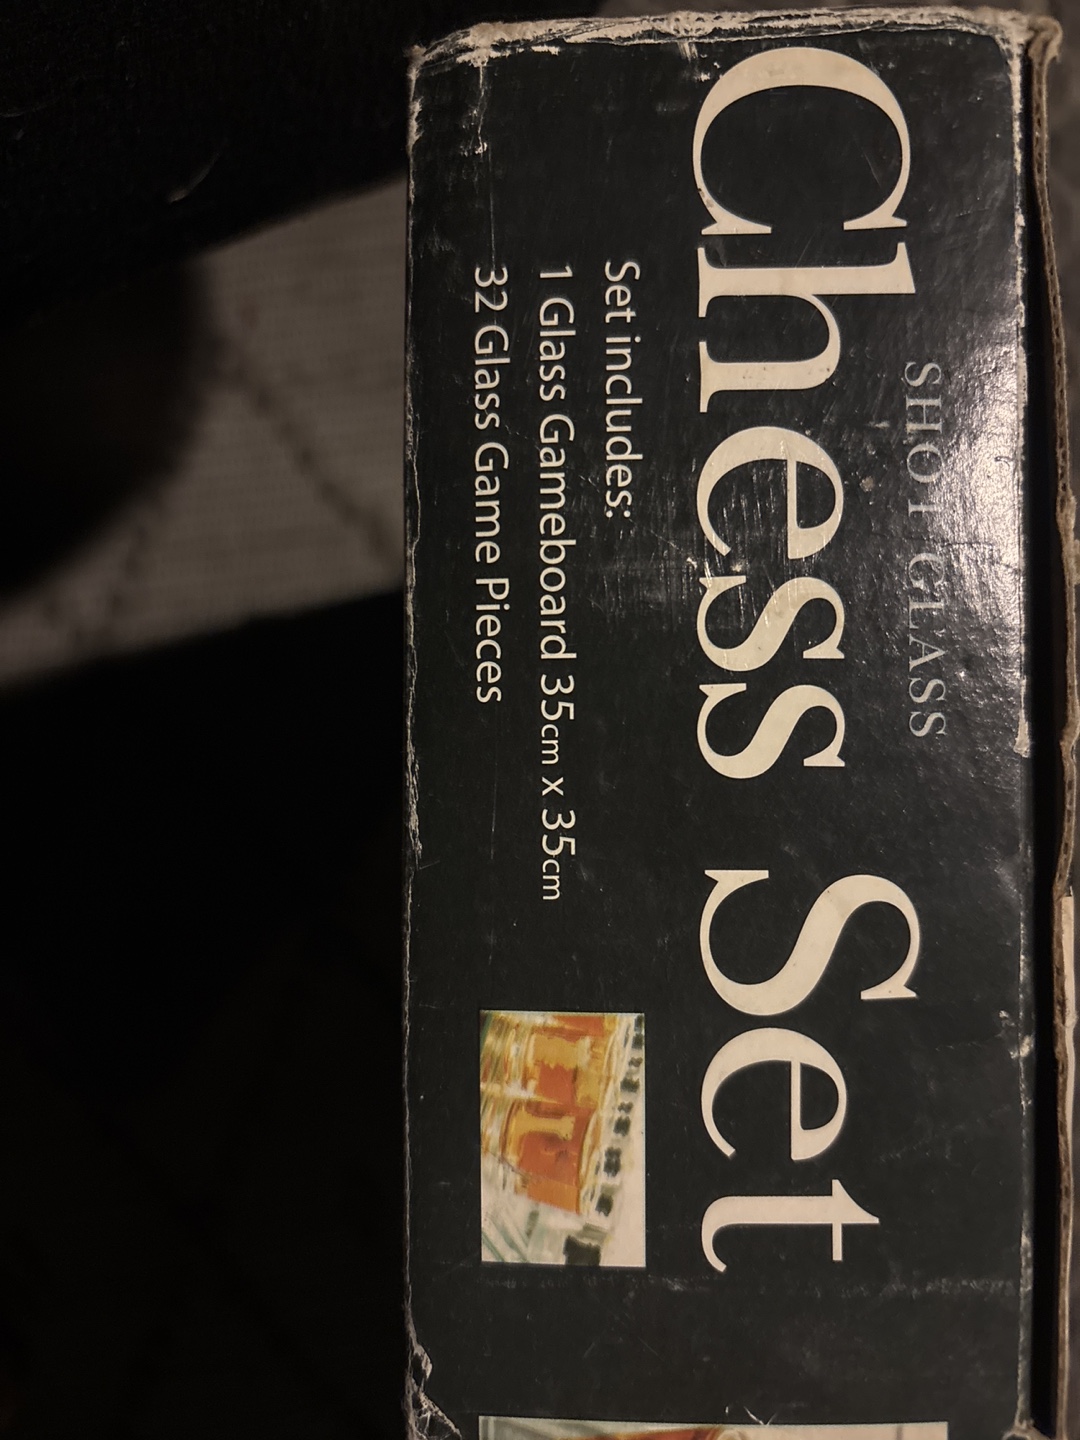 SHOT GLASS
Chess Set
Set includes:
1 Glass Gameboard 35cm x 35cm
32 Glass Game Pieces